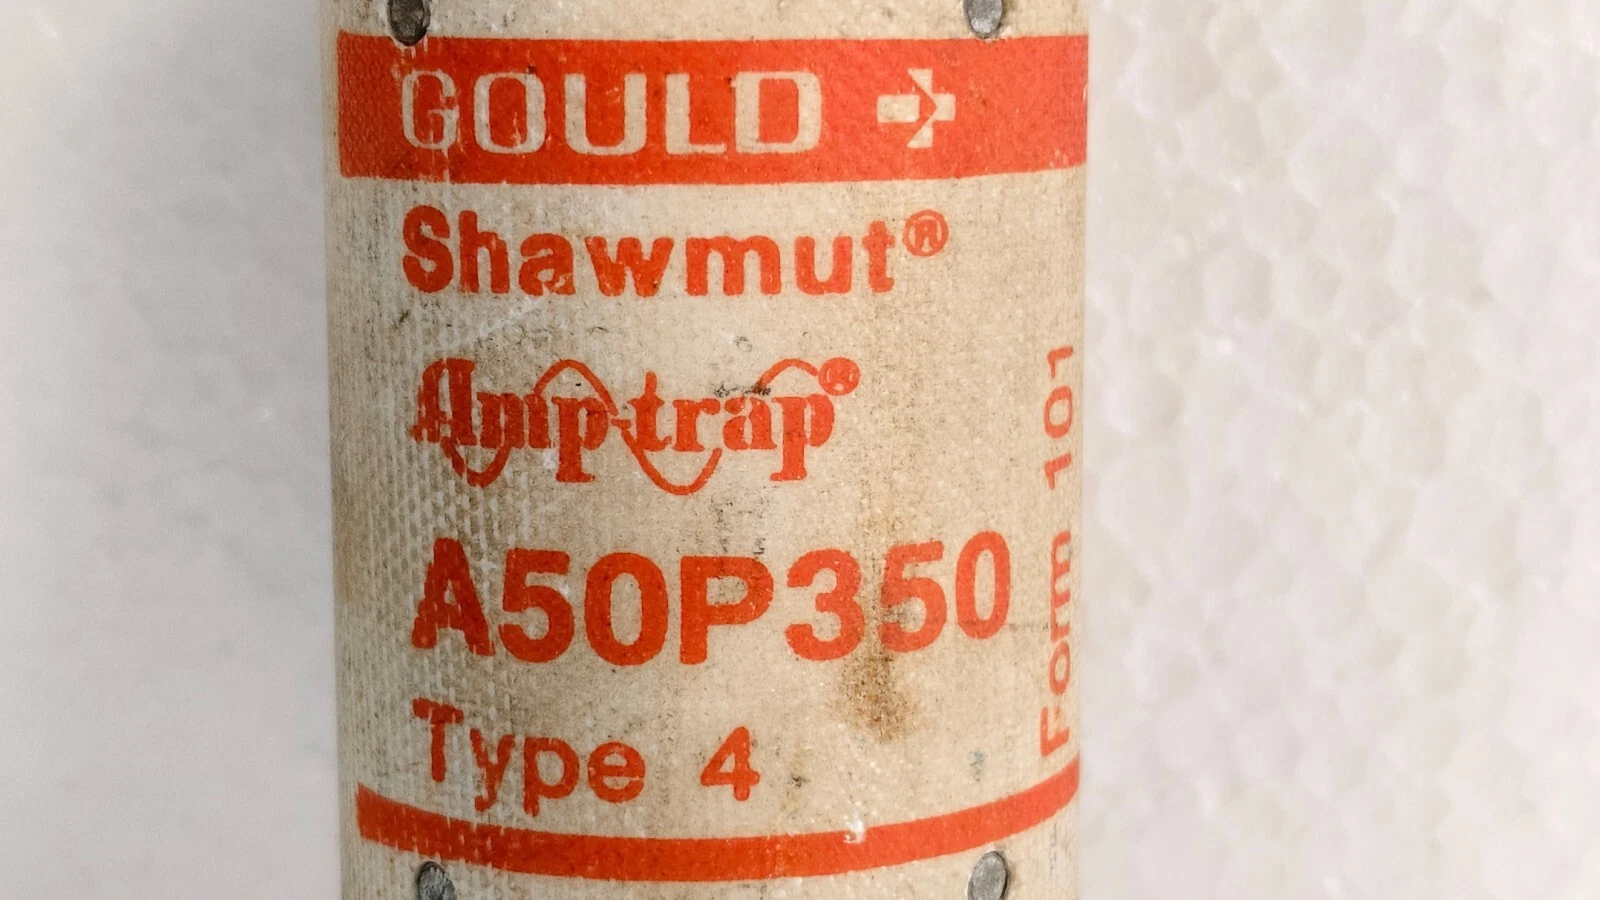 GOULD
Shawmut®
Amp-trap®
A50P350
Type 4
Form 101